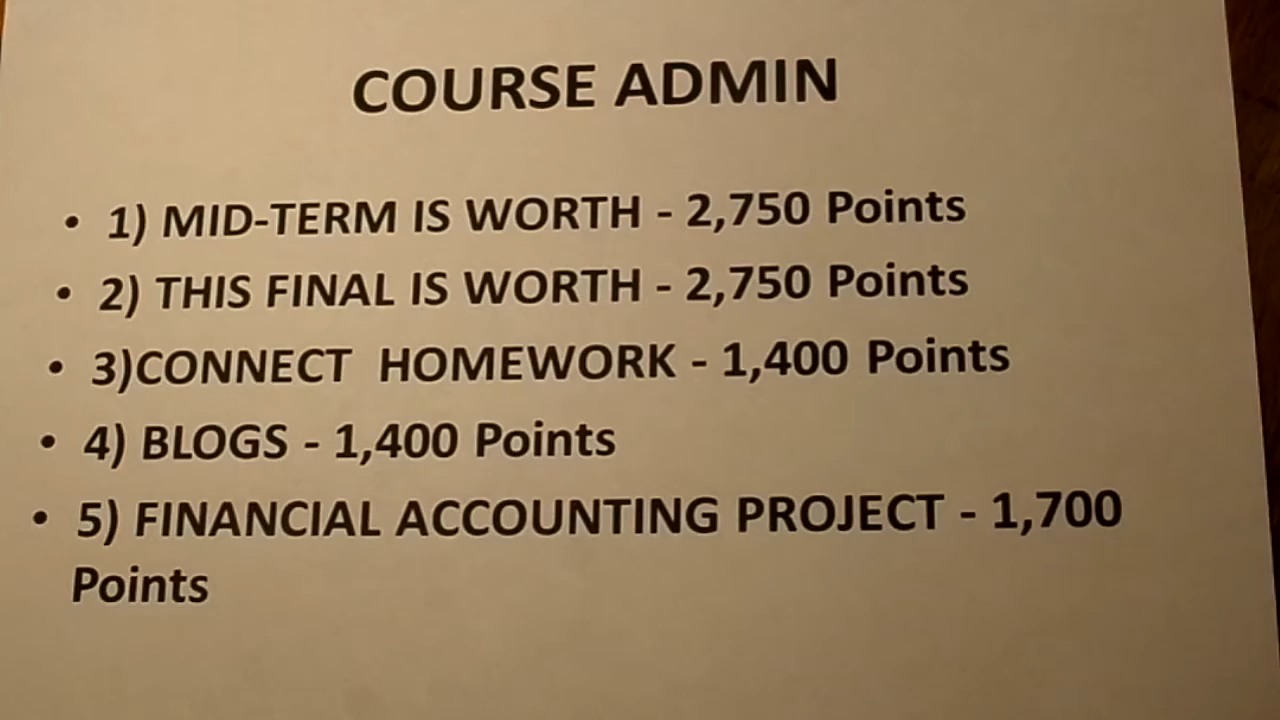 COURSE ADMIN
• 1) MID-TERM IS WORTH - 2,750 Points
• 2) THIS FINAL IS WORTH - 2,750 Points
• 3)CONNECT  HOMEWORK - 1,400 Points
• 4) BLOGS - 1,400 Points
• 5) FINANCIAL ACCOUNTING PROJECT - 1,700
Points